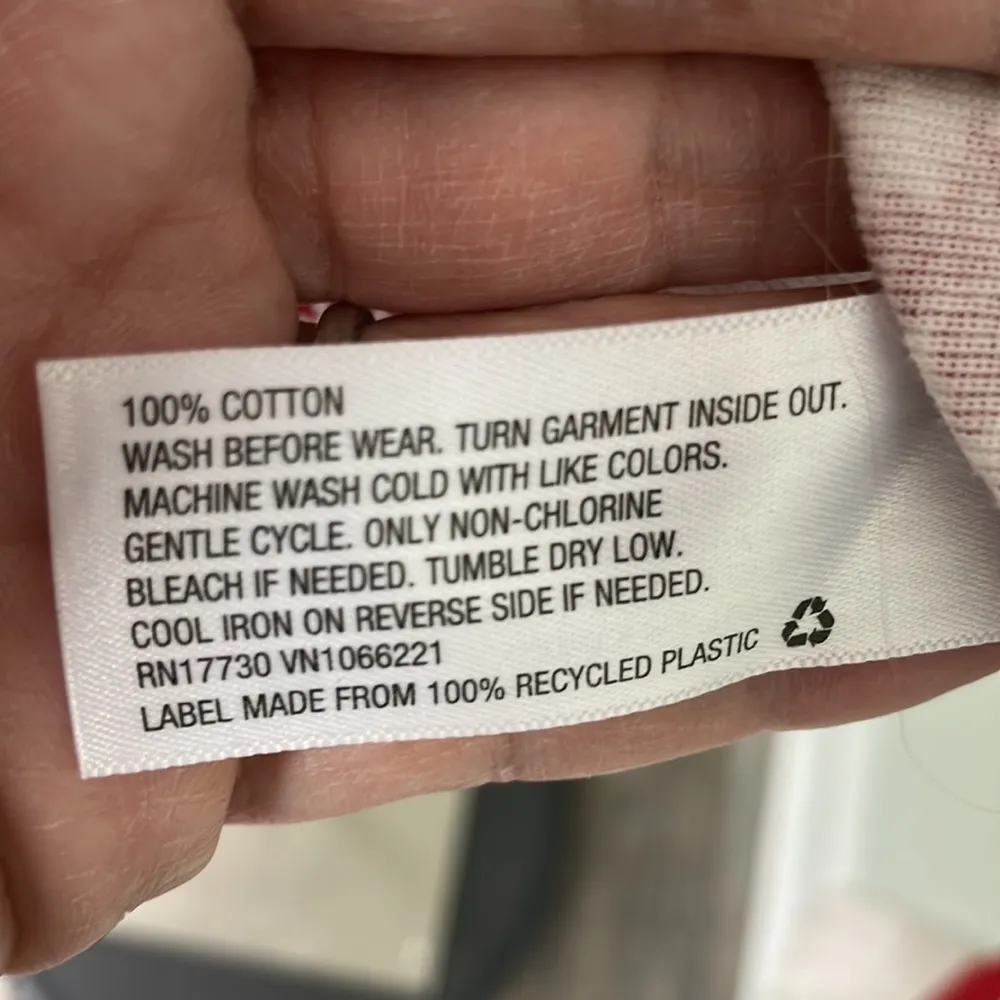 100% COTTON
WASH BEFORE WEAR. TURN GARMENT INSIDE OUT.
MACHINE WASH COLD WITH LIKE COLORS.
GENTLE CYCLE. ONLY NON-CHLORINE
BLEACH IF NEEDED. TUMBLE DRY LOW.
COOL IRON ON REVERSE SIDE IF NEEDED.
RN17730 VN1066221
LABEL MADE FROM 100% RECYCLED PLASTIC